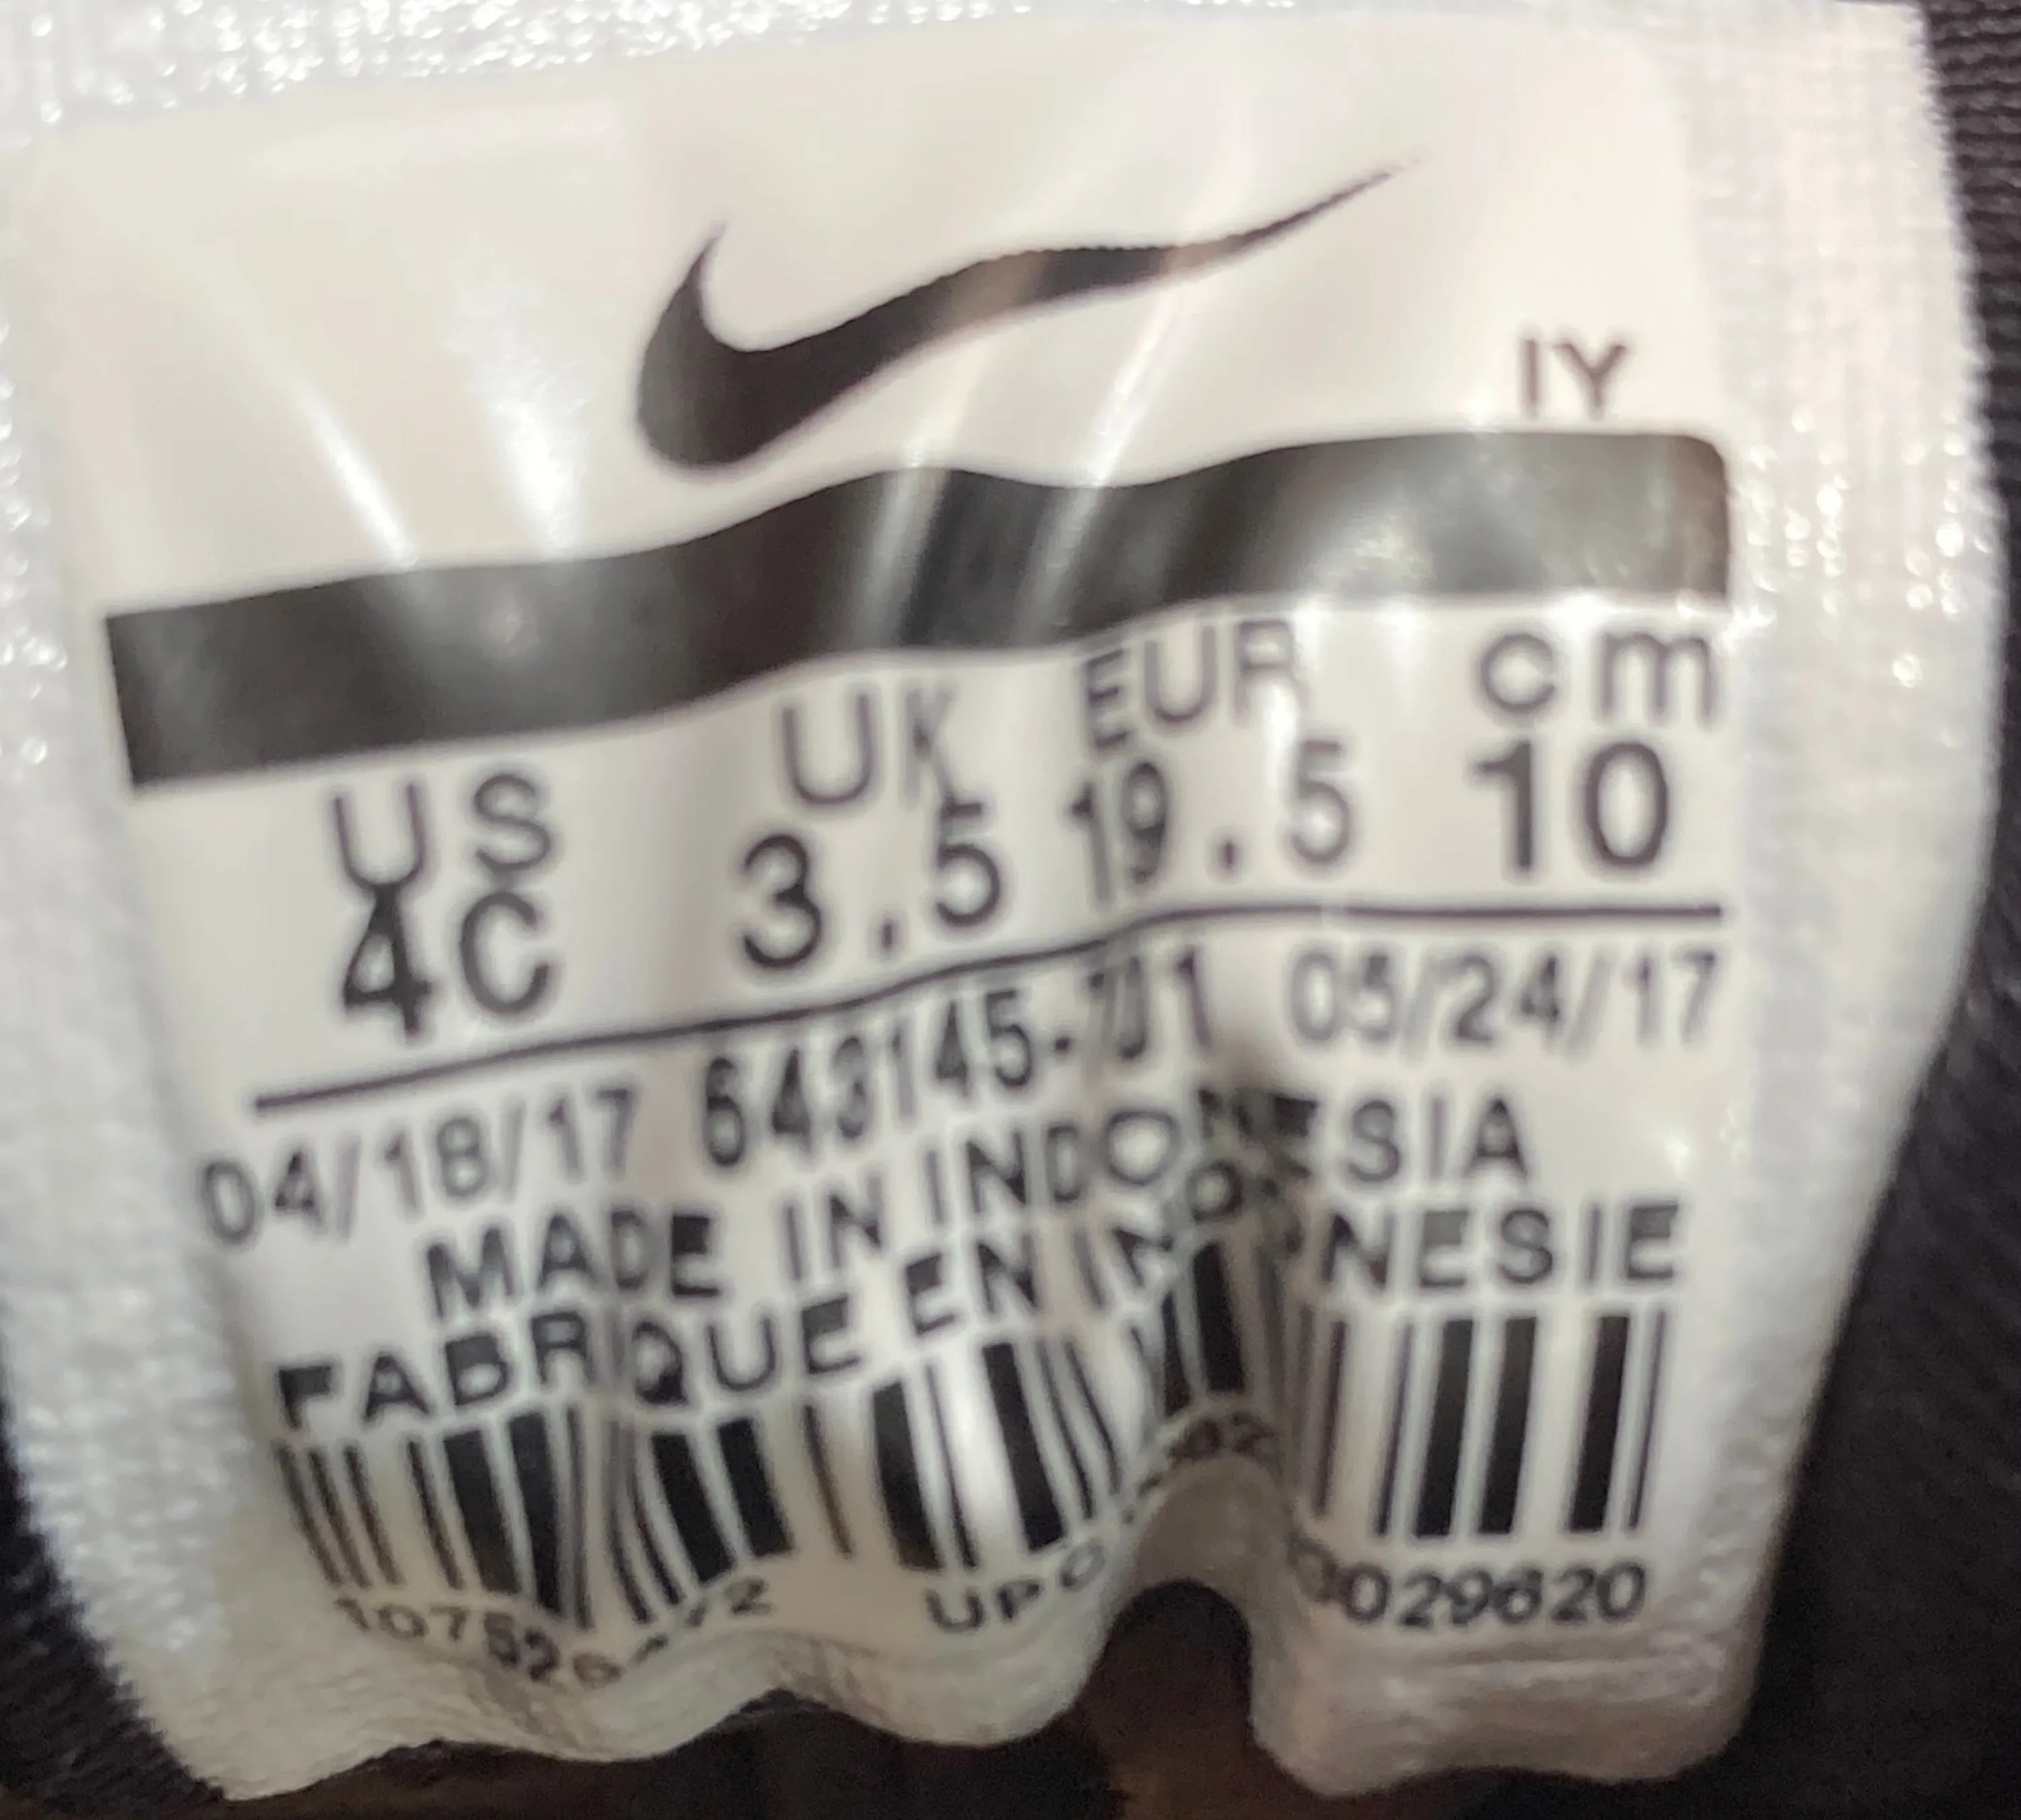 IY
US UK EUR cm
4C 3.5 19.5 10
04/18/17 643145-701 05/24/17
MADE IN INDONESIA
FABRIQUE EN INDONESIE